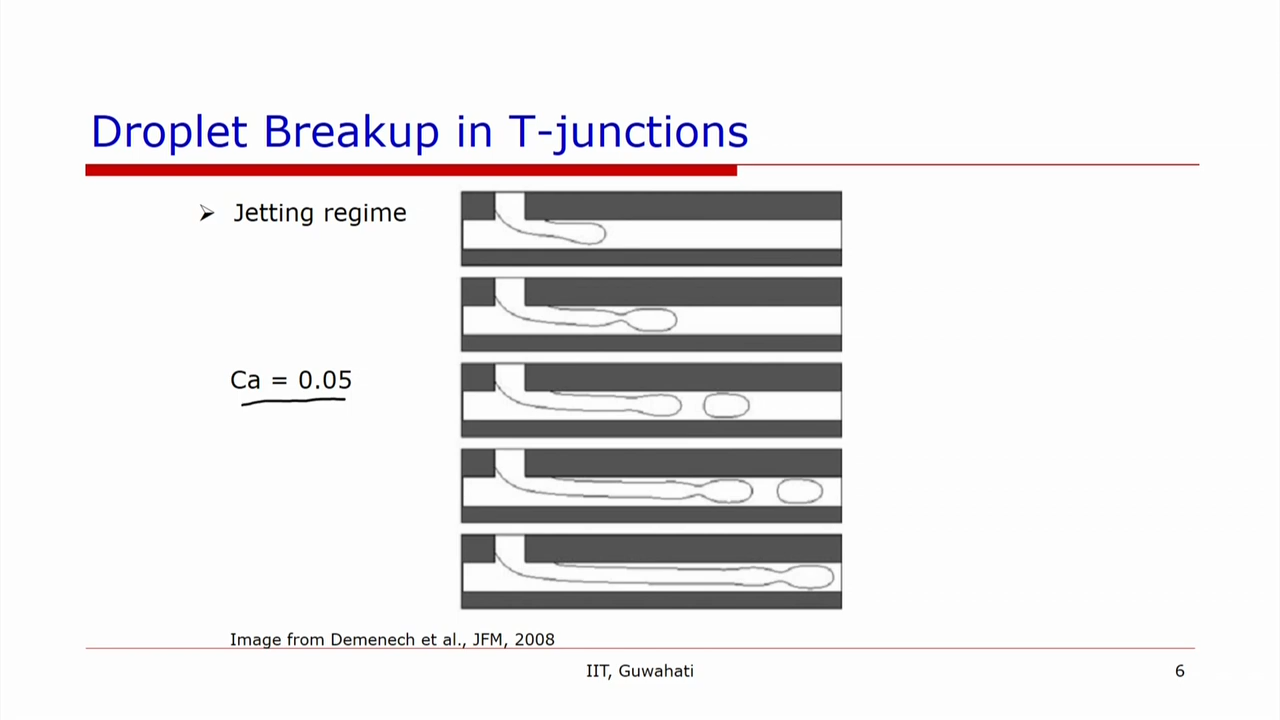 Droplet Breakup in T-junctions
Jetting regime
Ca = 0.05
Image from Demenech et al., JFM, 2008
IIT, Guwahati
6